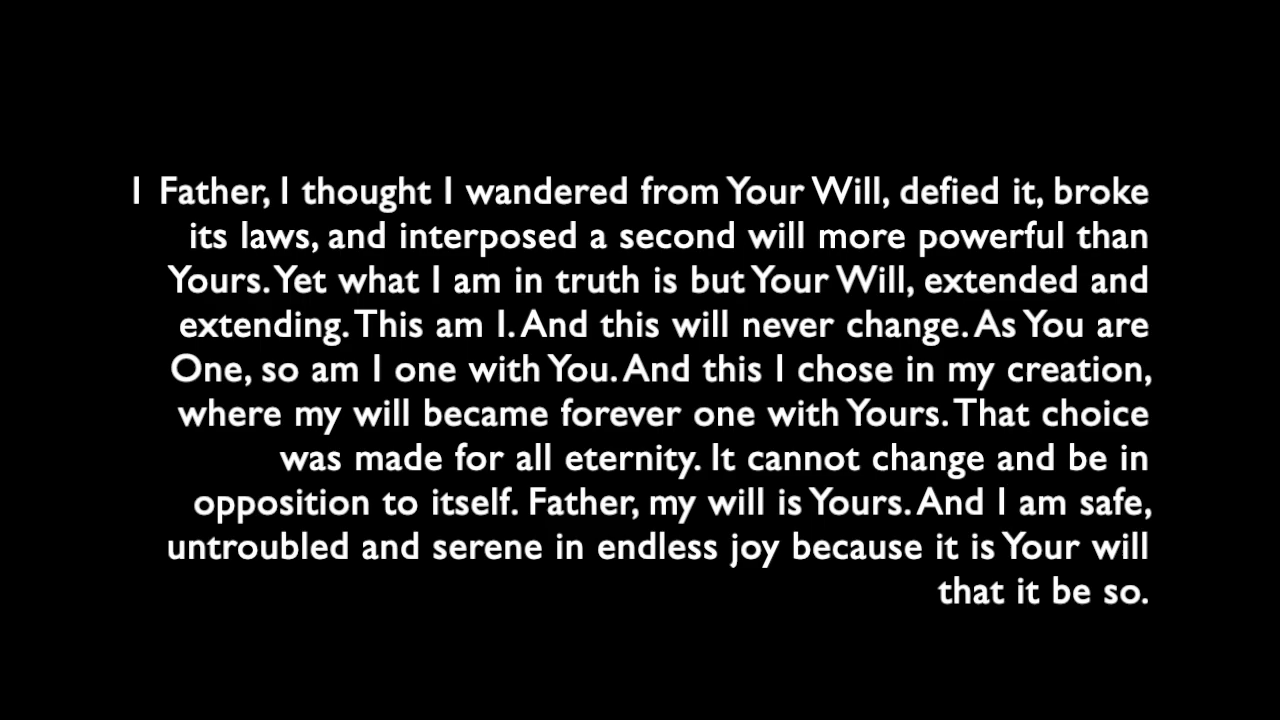 1 Father, I thought I wandered from Your Will, defied it, broke
its laws, and interposed a second will more powerful than
Yours. Yet what I am in truth is but Your Will, extended and
extending. This am I. And this will never change. As You are
One, so am I one with You. And this I chose in my creation,
where my will became forever one with Yours. That choice
was made for all eternity. It cannot change and be in
opposition to itself. Father, my will is Yours. And I am safe,
untroubled and serene in endless joy because it is Your will
that it be so.